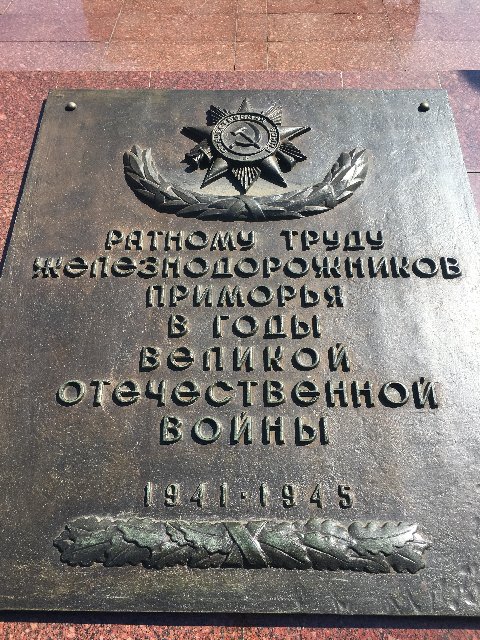 РАТНОМУ ТРУДУ
ЖЕЛЕЗНОДОРОЖНИКОВ
ПРИМОРЬЯ
В ГОДЫ
ВЕЛИКОЙ
ОТЕЧЕСТВЕННОЙ
ВОЙНЫ
1941-1945